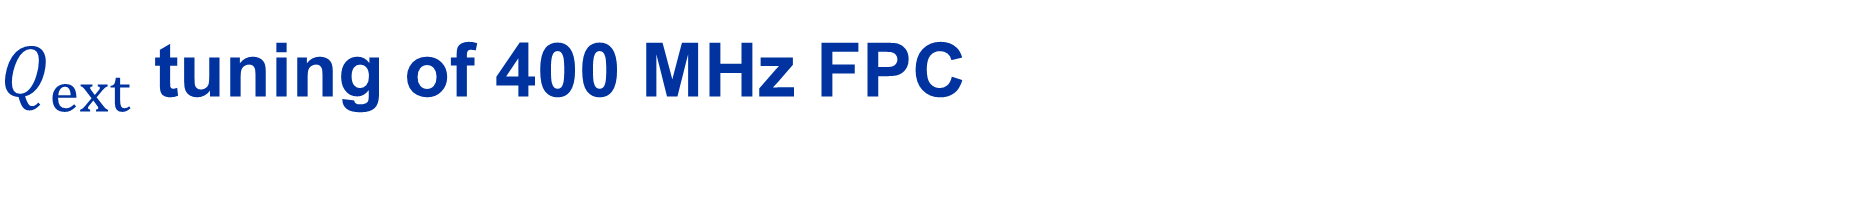 Qext tuning of 400 MHz FPC